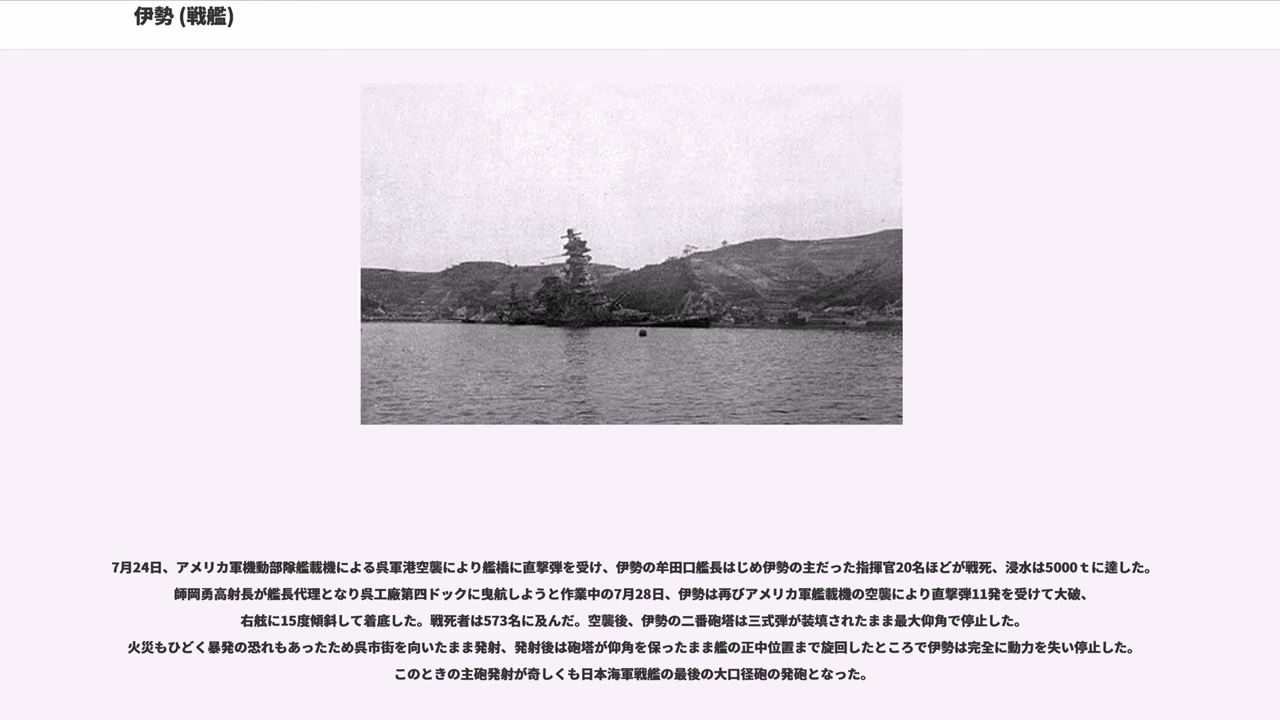 伊勢 (戦艦)
7月24日、アメリカ軍機動部隊艦載機による呉軍港空襲により艦橋に直撃弾を受け、伊勢の牟田口艦長はじめ伊勢の主だった指揮官20名ほどが戦死、浸水は5000ｔに達した。
師岡勇高射長が艦長代理となり呉工廠第四ドックに曳航しようと作業中の7月28日、伊勢は再びアメリカ軍艦載機の空襲により直撃弾11発を受けて大破、
右舷に15度傾斜して着底した。戦死者は573名に及んだ。空襲後、伊勢の二番砲塔は三式弾が装填されたまま最大仰角で停止した。
火災もひどく暴発の恐れもあったため呉市街を向いたまま発射、発射後は砲塔が仰角を保ったまま艦の正中位置まで旋回したところで伊勢は完全に動力を失い停止した。
このときの主砲発射が奇しくも日本海軍戦艦の最後の大口径砲の発砲となった。